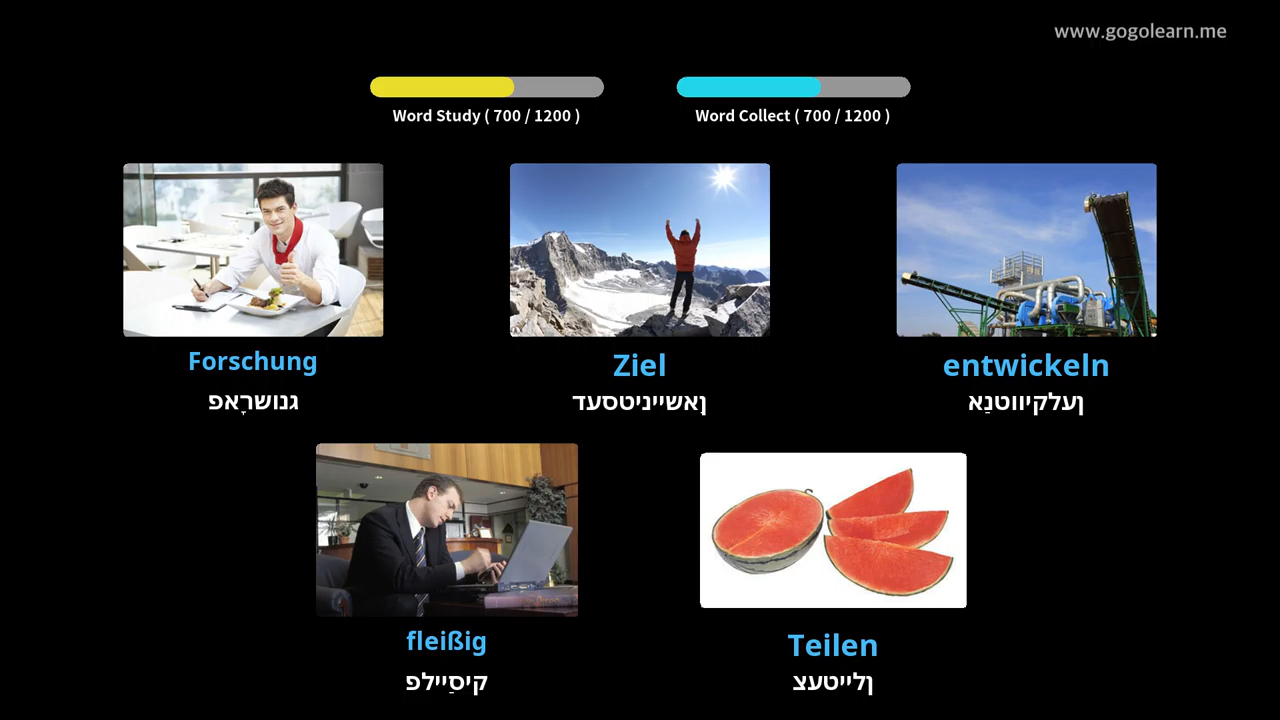 www.gogolearn.me
Word Study ( 700 / 1200 )
Word Collect ( 700 / 1200 )
Forschung
גנושרָאפ
Ziel
ןָאשייניטסעד
entwickeln
ןעלקיווטנַא
fleißig
קיסַיילפ
Teilen
ןלייטעצ